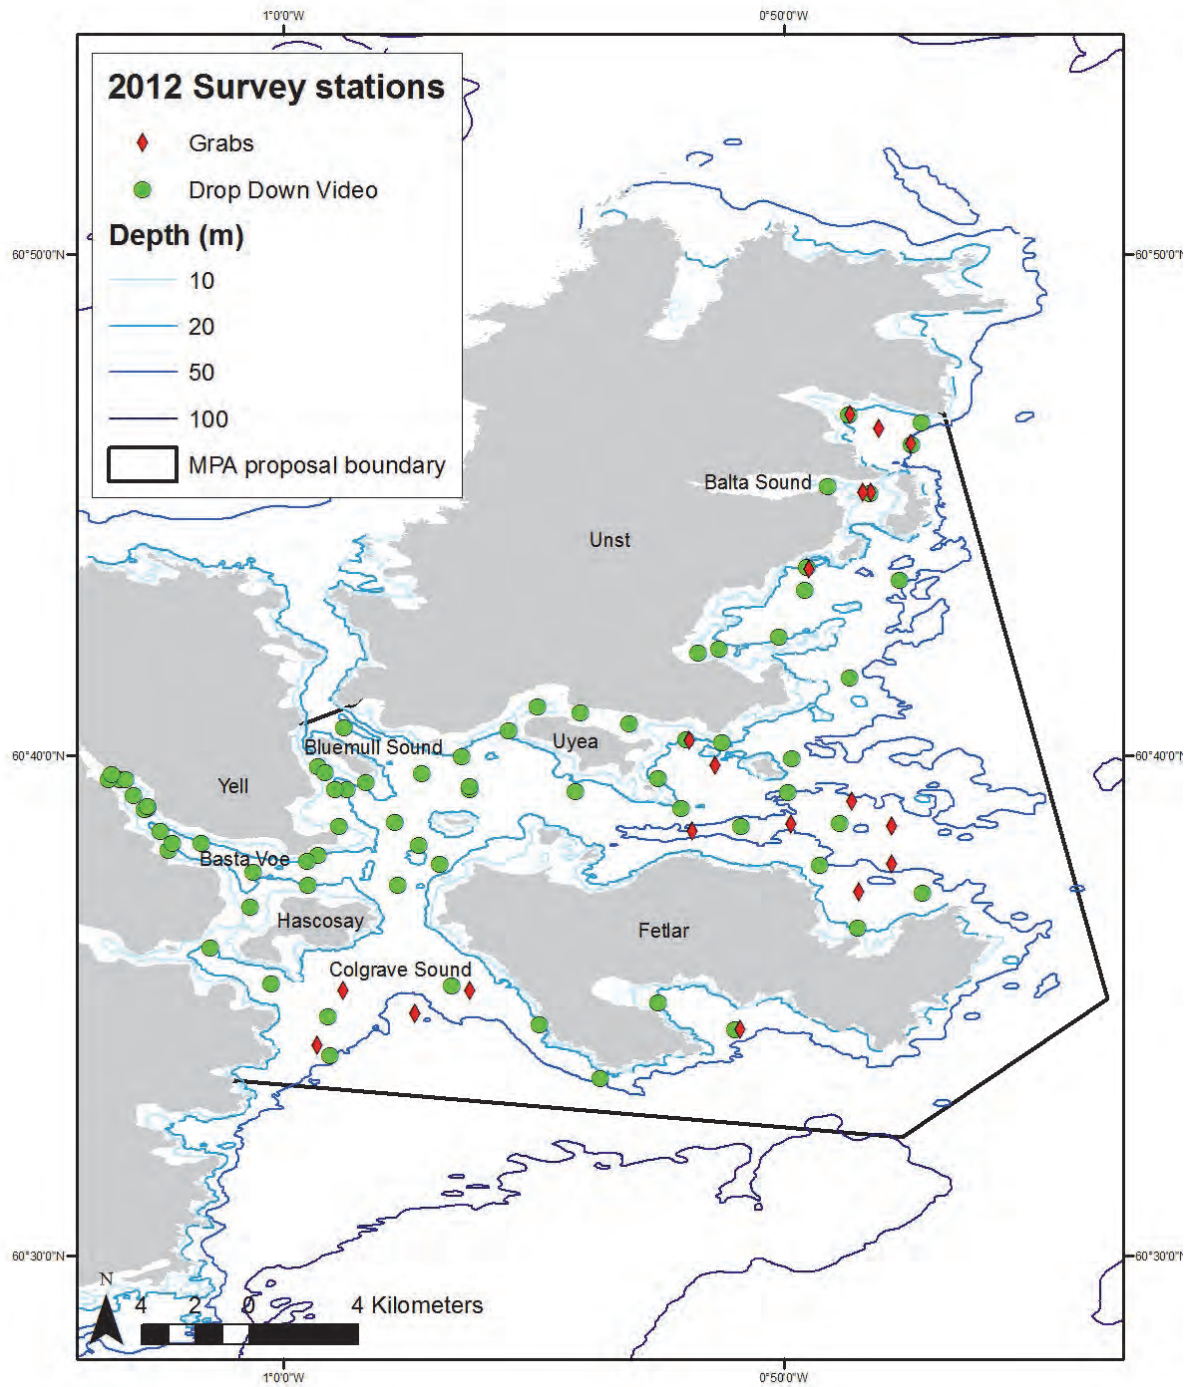 1°0'0"W 0°50'0"W
2012 Survey stations
Grabs
Drop Down Video
Depth (m)
10
20
50
100
MPA proposal boundary
60°50'0"N 60°50'0"N
Balta Sound
Unst
Uyea
Bluemull Sound
60°40'0"N 60°40'0"N
Yell
Basta Voe
Hascosay
Fetlar
Colgrave Sound
60°30'0"N 60°30'0"N
N
4 2 0 4 Kilometers
1°0'0"W 0°50'0"W